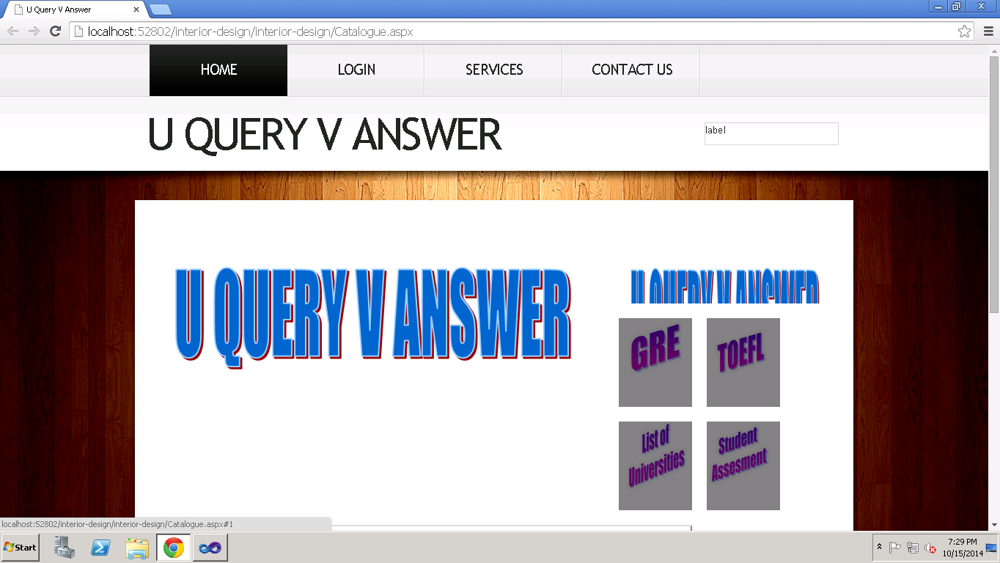 U Query V Answer
localhost:52802/interior-design/interior-design/Catalogue.aspx
HOME LOGIN SERVICES CONTACT US
U QUERY V ANSWER
label
U QUERY V ANSWER
U QUERY V ANSWER
GRE TOEFL
List of
Universities
Student
Assesment
localhost:52802/interior-design/interior-design/Catalogue.aspx#1
Start
7:29 PM
10/15/2014